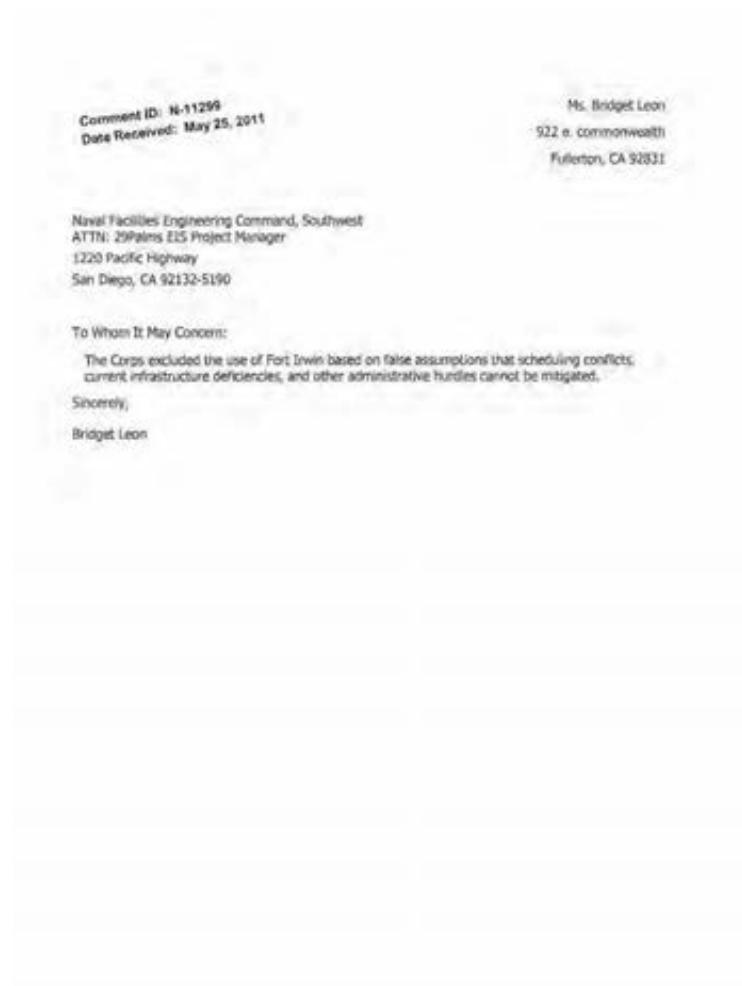 Comment ID: N-11299
Date Received: May 25, 2011
Ms. Bridget Leon
922 e. commonwealth
Fullerton, CA 92831
Naval Facilities Engineering Command, Southwest
ATTN: 29Palms EIS Project Manager
1220 Pacific Highway
San Diego, CA 92132-5190
To Whom It May Concern:
The Corps excluded the use of Fort Irwin based on false assumptions that scheduling conflicts,
current infrastructure deficiencies, and other administrative hurdles cannot be mitigated.
Sincerely,
Bridget Leon